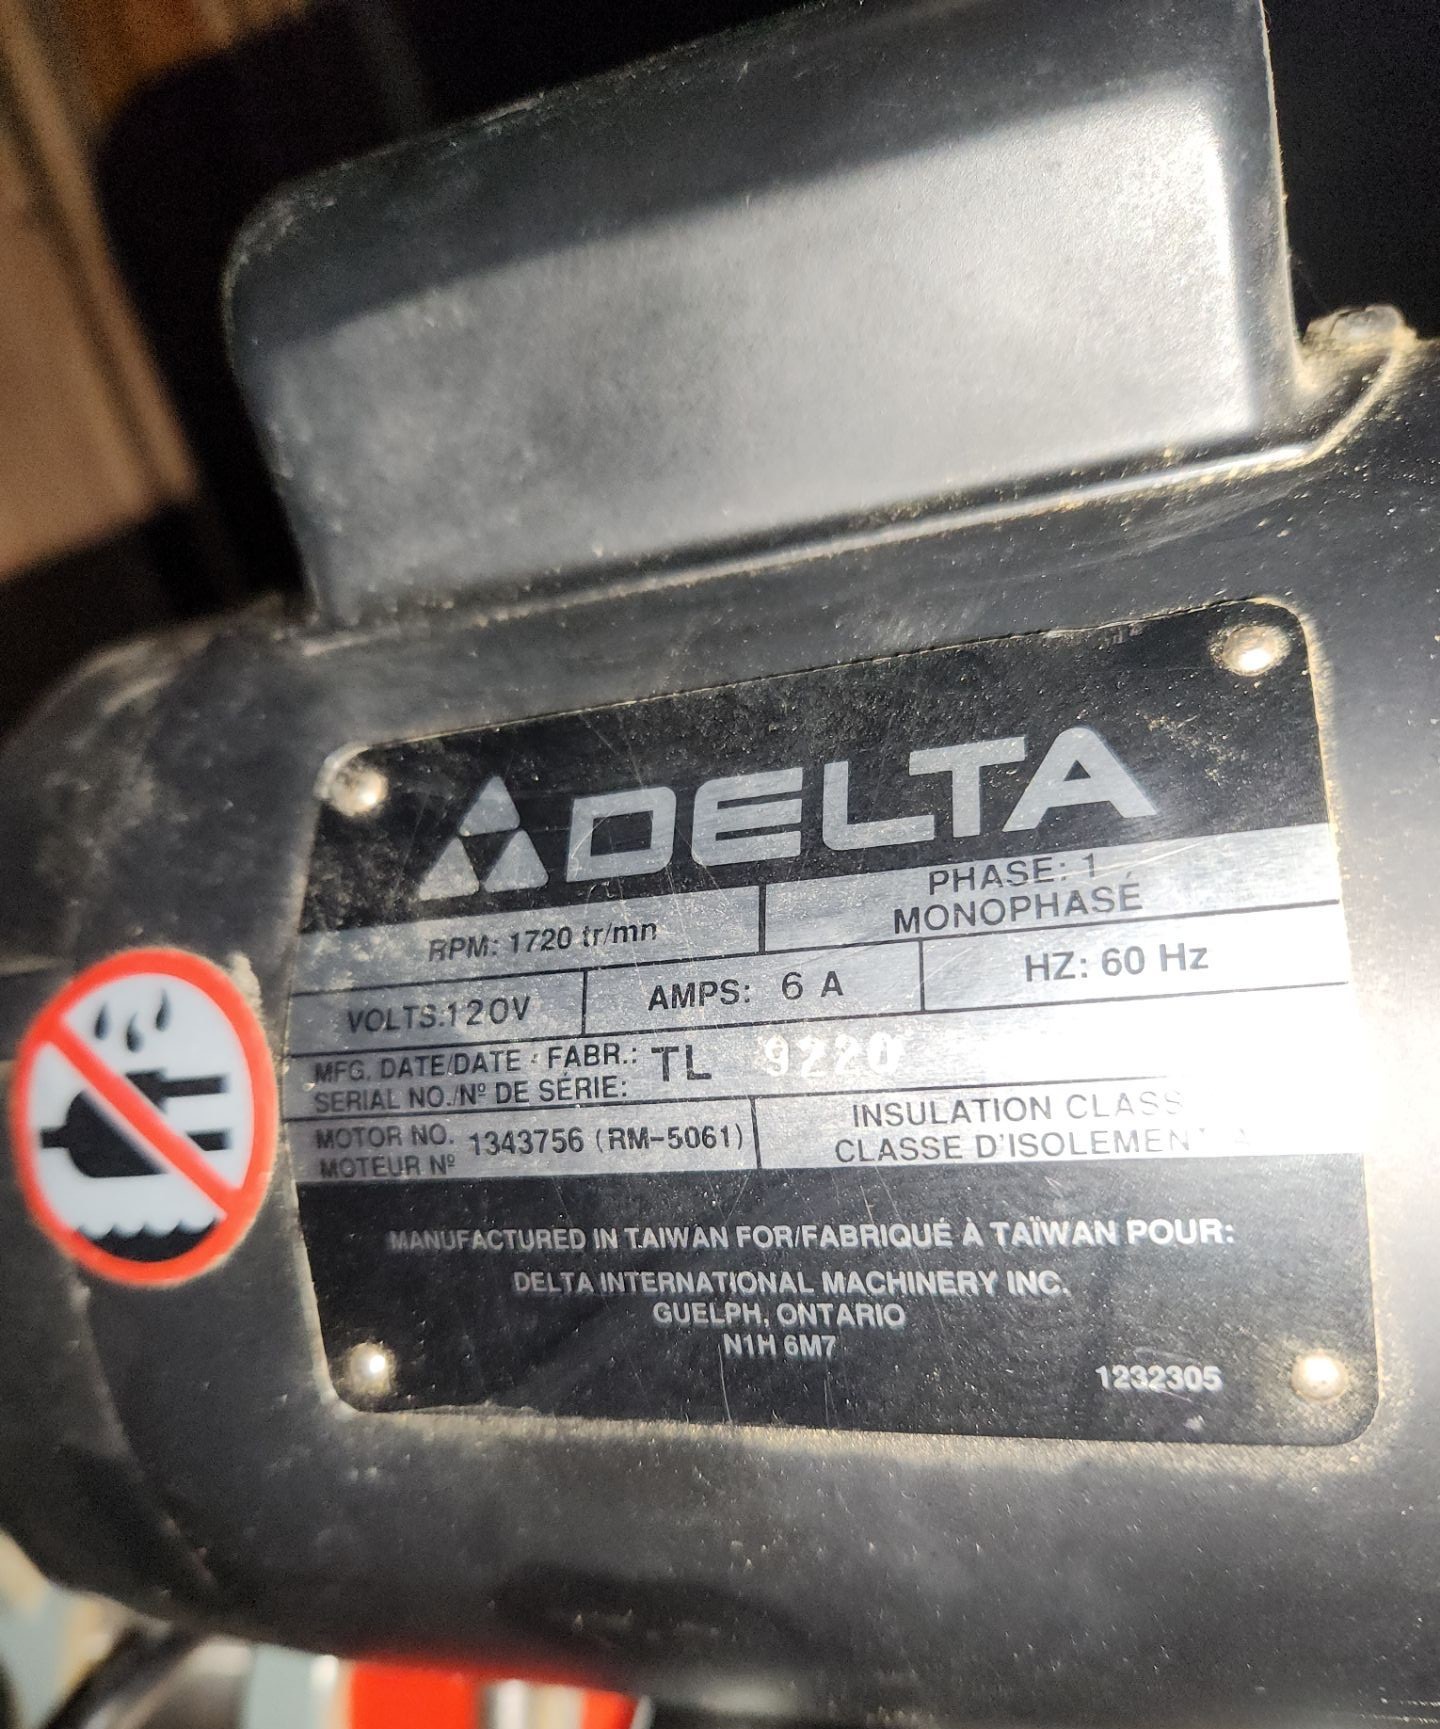 DELTA
RPM: 1720 tr/mn
PHASE: 1
MONOPHASÉ
VOLTS:120V
AMPS: 6 A
HZ: 60 Hz
MFG. DATE/DATE FABR.: TL 9220
SERIAL NO./Nº DE SÉRIE:
MOTOR NO. 1343756 (RM-5061)
MOTEUR Nº
INSULATION CLASS
CLASSE D'ISOLEMENT A
MANUFACTURED IN TAIWAN FOR/FABRIQUÉ À TAÏWAN POUR:
DELTA INTERNATIONAL MACHINERY INC.
GUELPH, ONTARIO
N1H 6M7
1232305